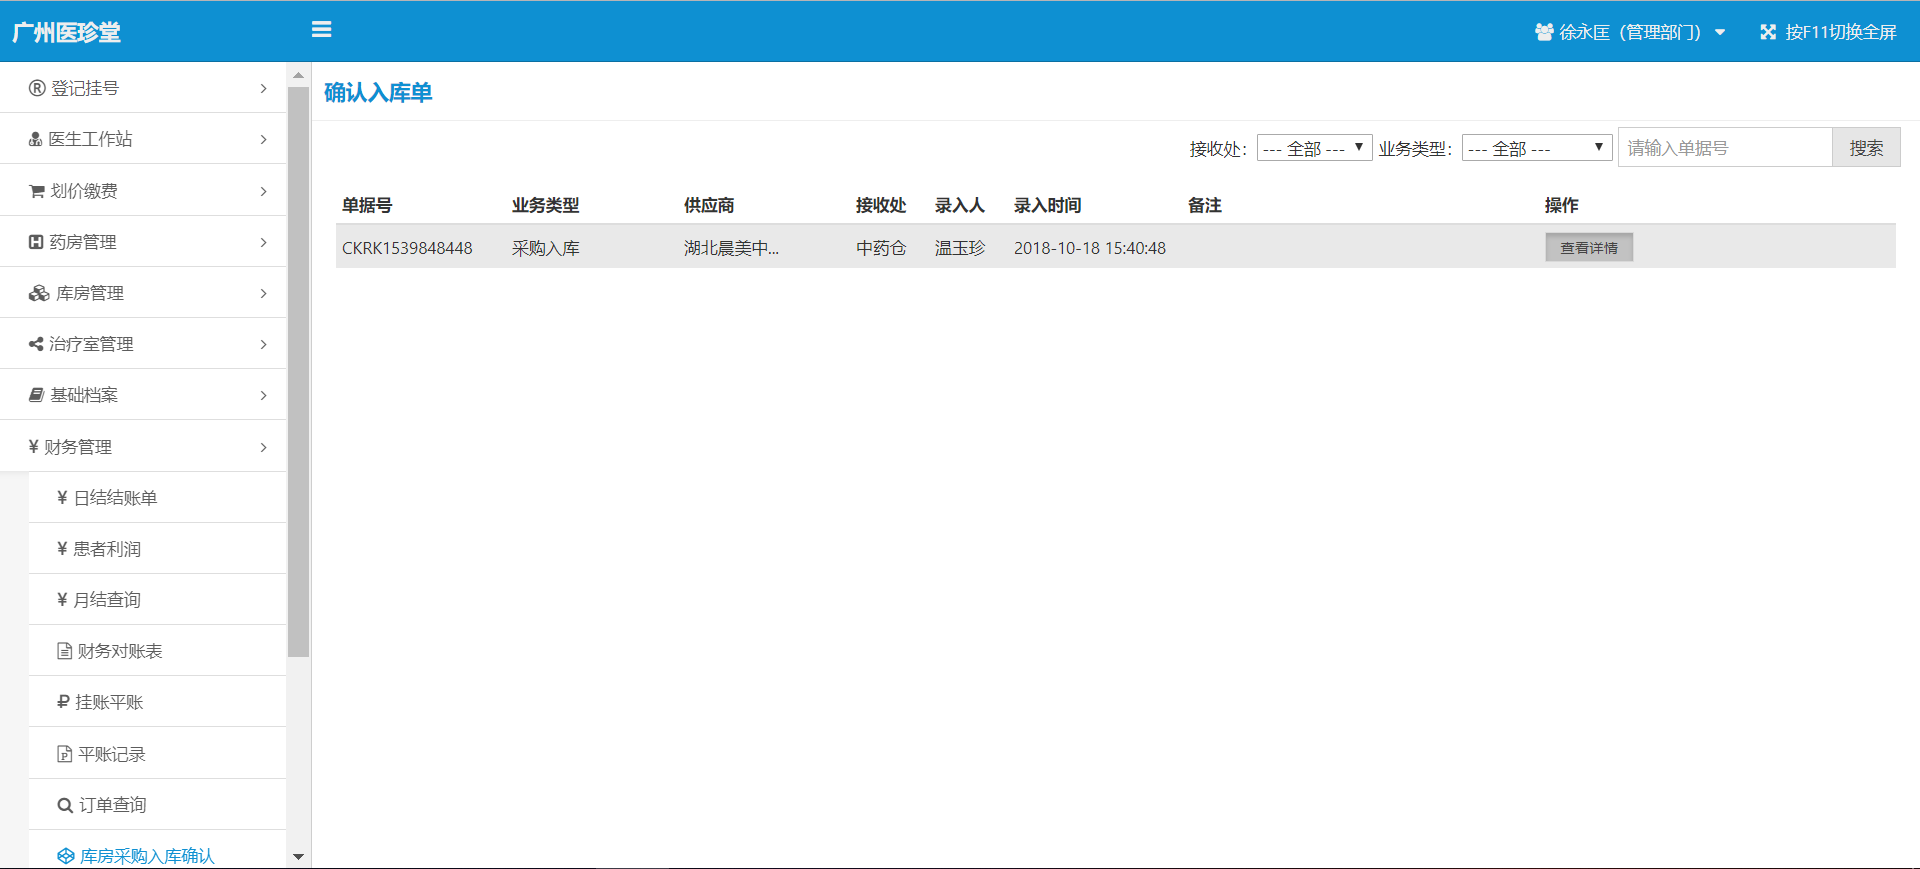 广州医珍堂
徐永匡（管理部门）
按F11切换全屏
登记挂号
医生工作站
划价缴费
药房管理
库房管理
治疗室管理
基础档案
¥ 财务管理
¥ 日结结账单
¥ 患者利润
¥ 月结查询
财务对账表
挂账平账
平账记录
订单查询
库房采购入库确认
确认入库单
接收处： --- 全部 --- 业务类型： --- 全部 --- 请输入单据号 搜索
单据号 业务类型 供应商 接收处 录入人 录入时间 备注 操作
CKRK1539848448 采购入库 湖北晨美中... 中药仓 温玉珍 2018-10-18 15:40:48 查看详情